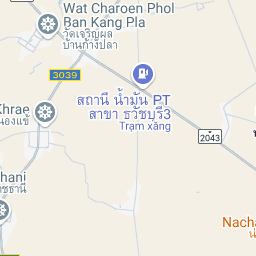 Wat Charoen Phol
Ban Kang Pla
วัดเจริญผล
บ้านก้างปลา
3039
สถานี น้ำมัน PT
สาขา ธวัชบุรี3
Trạm xăng
Khrae
นองแข้
2043
hani
าชธานี
Nacha